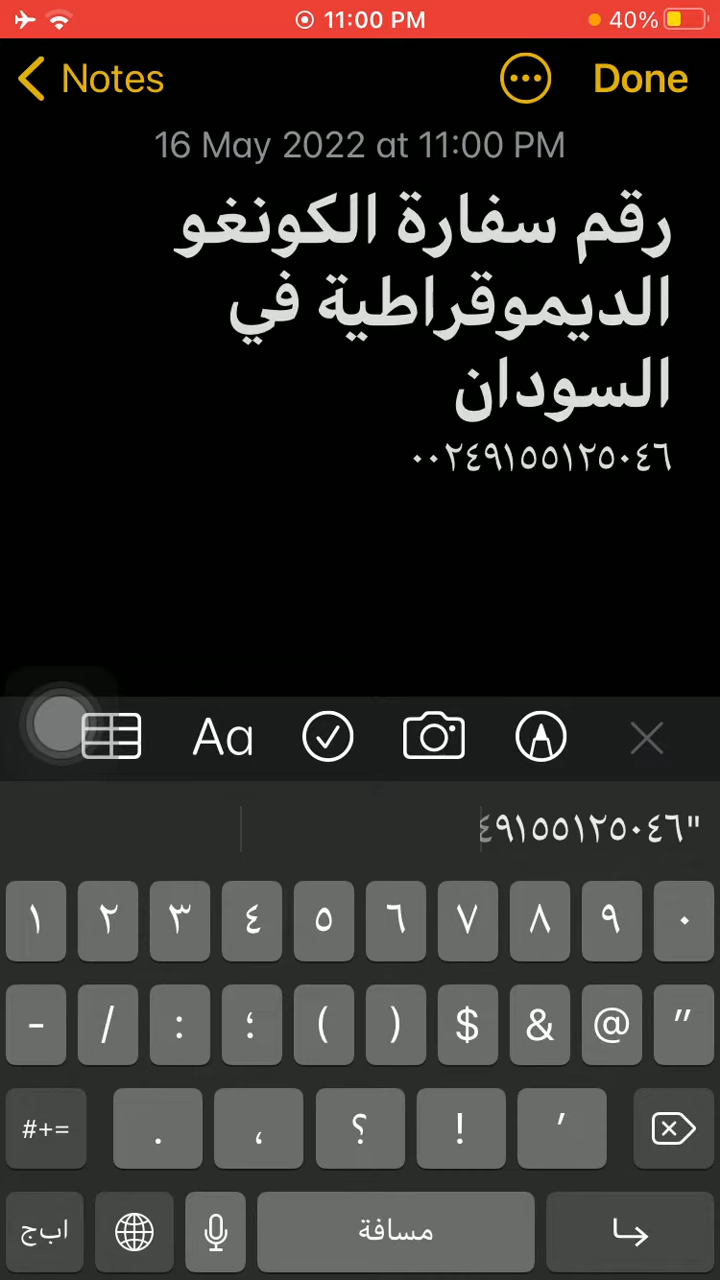 11:00 PM
40%
Notes
Done
16 May 2022 at 11:00 PM
رقم سفارة الكونغو
الديموقراطية في
السودان
٠٠٢٤٩١٥٥١٢٥٠٤٦
Aa
٤٩١٥٥١٢٥٠٤٦"
١ ٢ ٣ ٤ ٥ ٦ ٧ ٨ ٩ ٠
- / : ؛ ( ) $ & @ "
#+= . ، ؟ ! '
اب‌ج مسافة